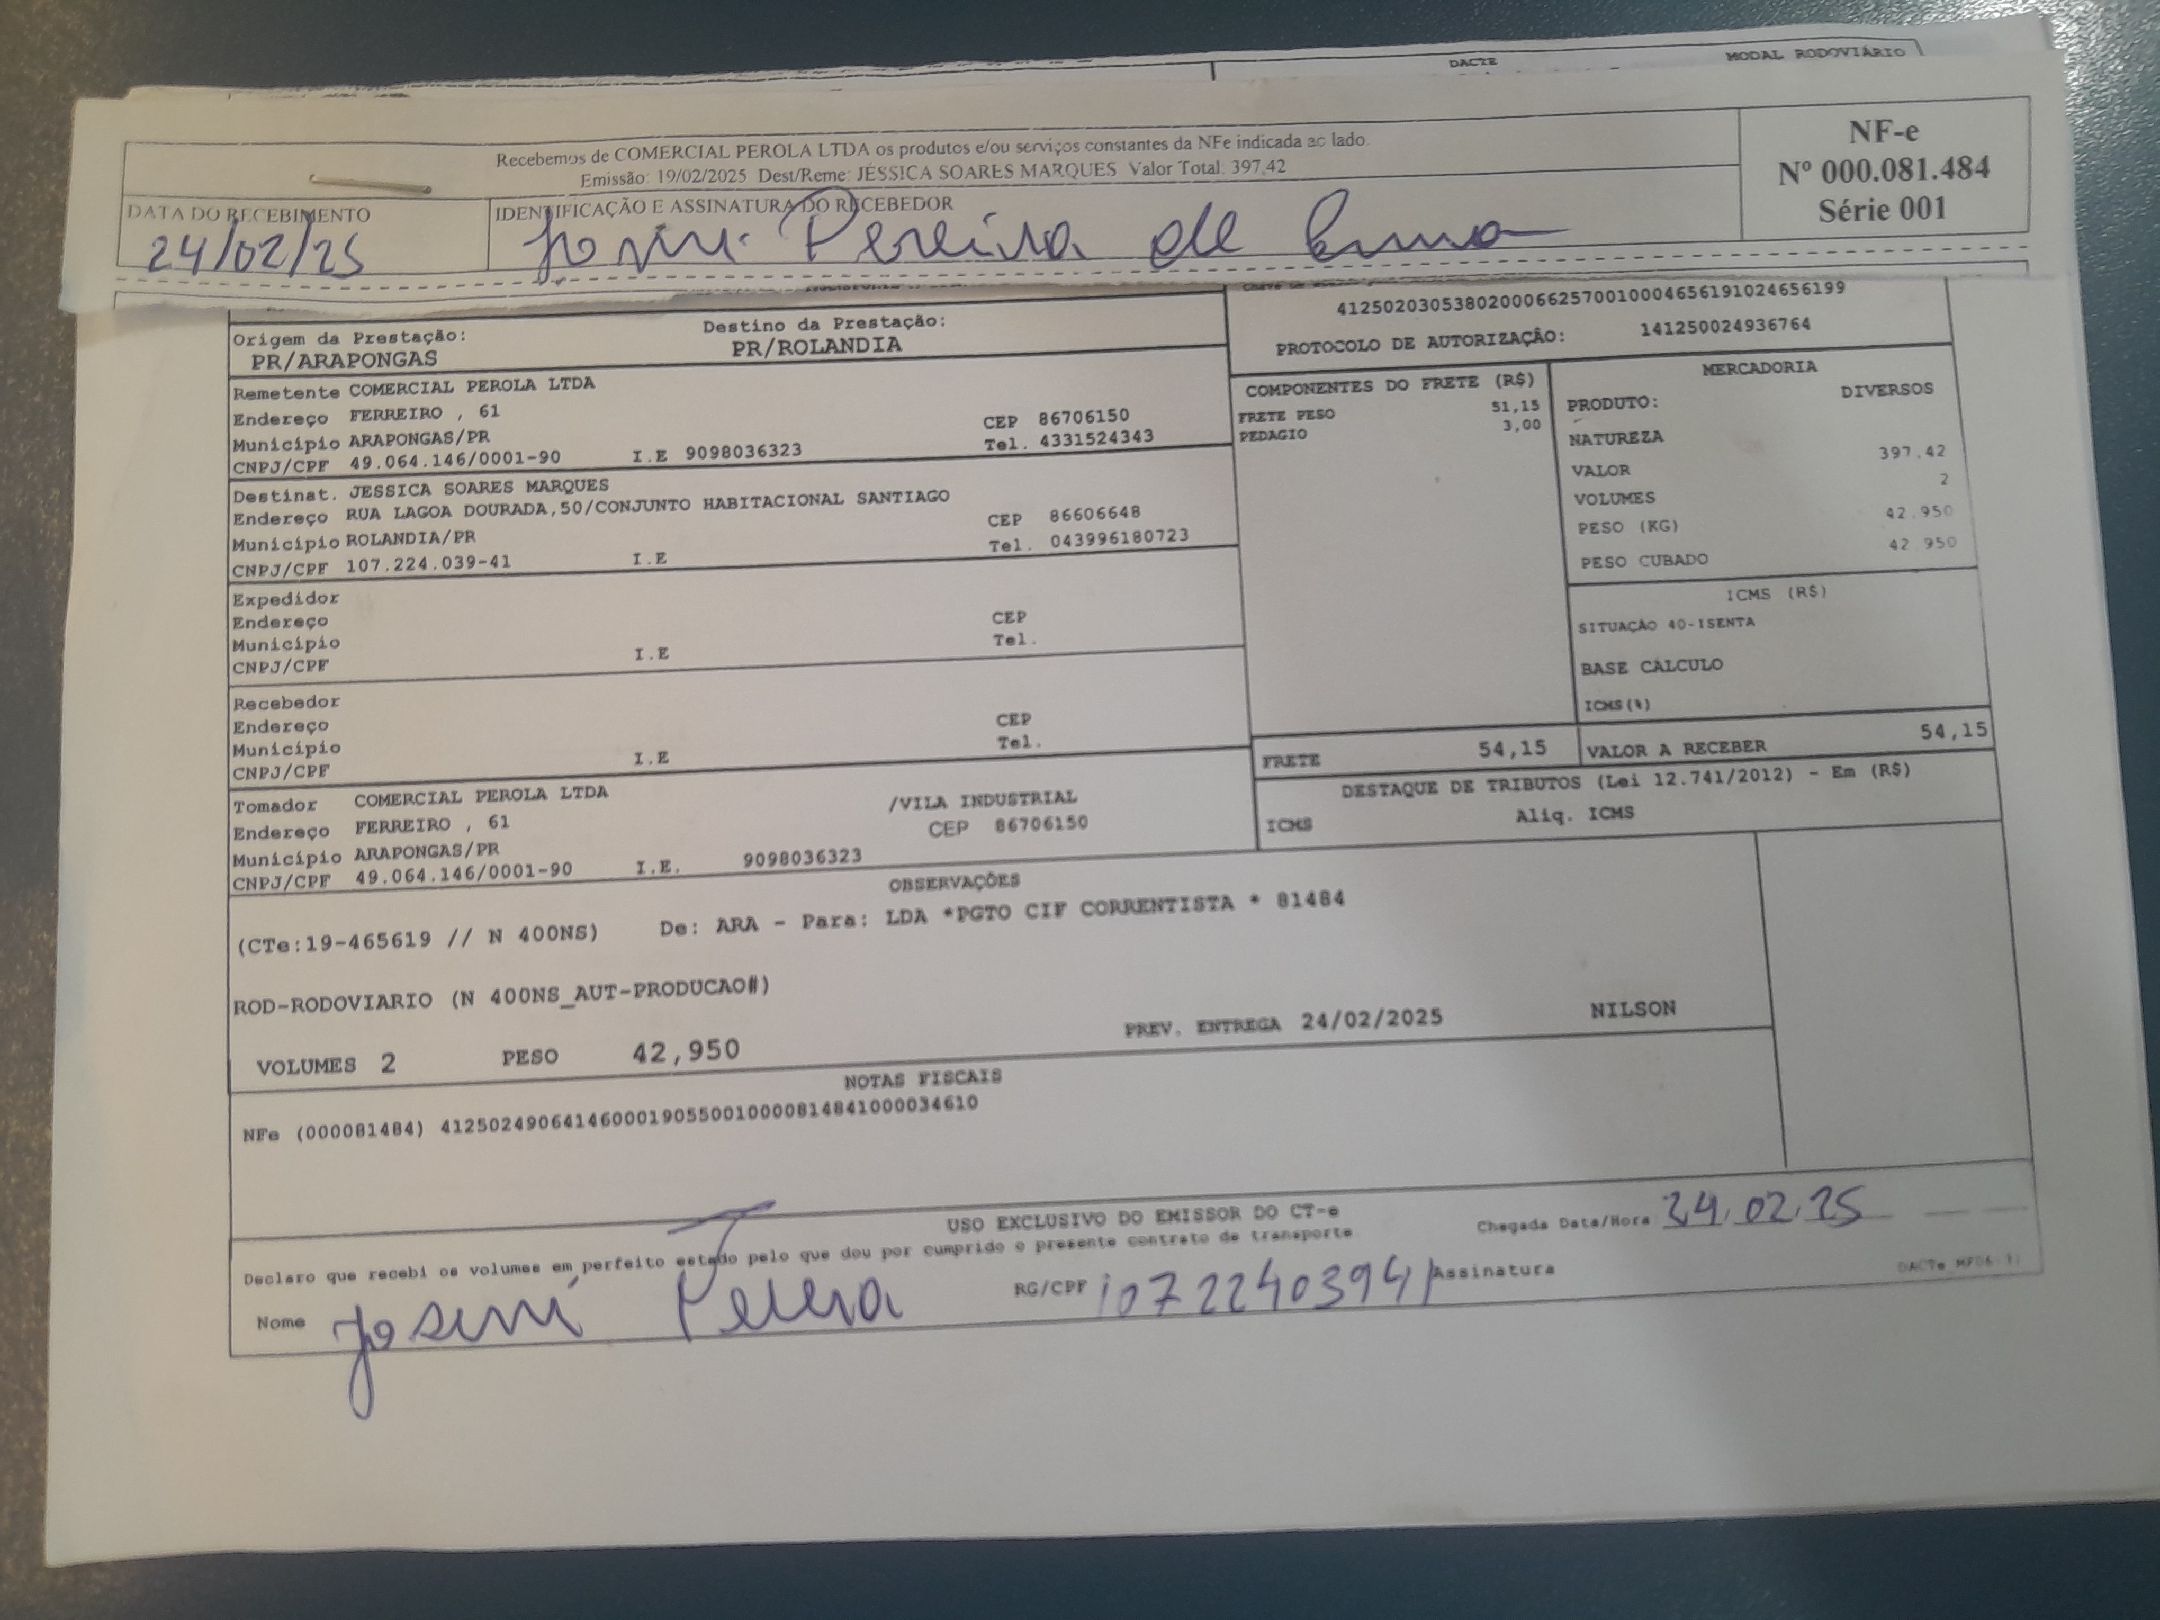 DACTE MODAL RODOVIÁRIO
Recebemos de COMERCIAL PEROLA LTDA os produtos e/ou serviços constantes da NFe indicada ao lado.
Emissão: 19/02/2025 Dest/Reme: JÉSSICA SOARES MARQUES Valor Total: 397,42
NF-e
Nº 000.081.484
Série 001
DATA DO RECEBIMENTO
24/02/25
IDENTIFICAÇÃO E ASSINATURA DO RECEBEDOR
Pereira de
41250203053802000662570010004656191024656199
PROTOCOLO DE AUTORIZAÇÃO: 141250024936764
Origem da Prestação: Destino da Prestação:
PR/ARAPONGAS PR/ROLANDIA
Remetente COMERCIAL PEROLA LTDA
Endereço FERREIRO , 61 CEP 86706150
Município ARAPONGAS/PR Tel. 4331524343
CNPJ/CPF 49.064.146/0001-90 I.E 9098036323
Destinat. JESSICA SOARES MARQUES
Endereço RUA LAGOA DOURADA,50/CONJUNTO HABITACIONAL SANTIAGO CEP 86606648
Município ROLANDIA/PR Tel. 043996180723
CNPJ/CPF 107.224.039-41 I.E
Expedidor
Endereço CEP
Município Tel.
CNPJ/CPF I.E
Recebedor
Endereço CEP
Município Tel.
CNPJ/CPF I.E
Tomador COMERCIAL PEROLA LTDA /VILA INDUSTRIAL
Endereço FERREIRO , 61 CEP 86706150
Município ARAPONGAS/PR
CNPJ/CPF 49.064.146/0001-90 I.E. 9098036323
COMPONENTES DO FRETE (R$)
FRETE PESO 51,15
PEDAGIO 3,00
MERCADORIA
PRODUTO: DIVERSOS
NATUREZA
VALOR 397.42
VOLUMES 2
PESO (KG) 42.950
PESO CUBADO 42.950
ICMS (R$)
SITUAÇÃO 40-ISENTA
BASE CÁLCULO
ICMS(%)
FRETE 54,15 VALOR A RECEBER 54,15
DESTAQUE DE TRIBUTOS (Lei 12.741/2012) - Em (R$)
ICMS Aliq. ICMS
OBSERVAÇÕES
(CTe:19-465619 // N 400NS) De: ARA - Para: LDA *PGTO CIF CORRENTISTA * 81484
ROD-RODOVIARIO (N 400NS_AUT-PRODUCAO#)
VOLUMES 2 PESO 42,950 PREV. ENTREGA 24/02/2025 NILSON
NOTAS FISCAIS
NFe (000081484) 41250249064146000190550010000814841000034610
USO EXCLUSIVO DO EMISSOR DO CT-e
Declaro que recebi os volumes em perfeito estado pelo que dou por cumprido o presente contrato de transporte
Chegada Data/Hora 24.02.25
Nome Pereira RG/CPF 10722403941 Assinatura